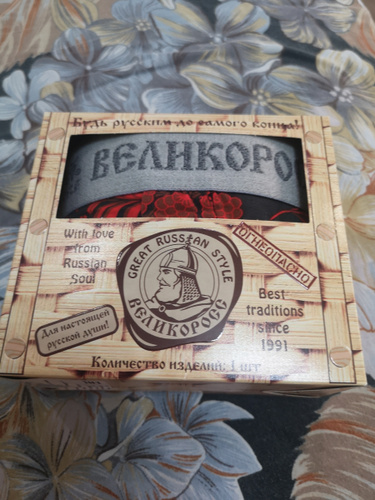 Будь русским до самого конца!
ВЕЛИКОРОС
With love
from
Russian
Soul
GREAT RUSSIAN STYLE
ВЕЛИКОРОСС
ОГНЕОПАСНО
Best
traditions
since
1991
Для настоящей
русской души!
Количество изделий: 1 шт